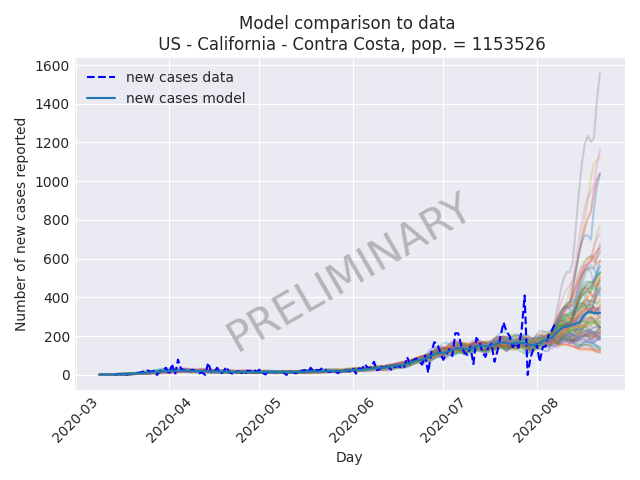 Model comparison to data
US - California - Contra Costa, pop. = 1153526
new cases data
new cases model
Number of new cases reported
1600
1400
1200
1000
800
600
400
200
0
PRELIMINARY
2020-03
2020-04
2020-05
2020-06
2020-07
2020-08
Day